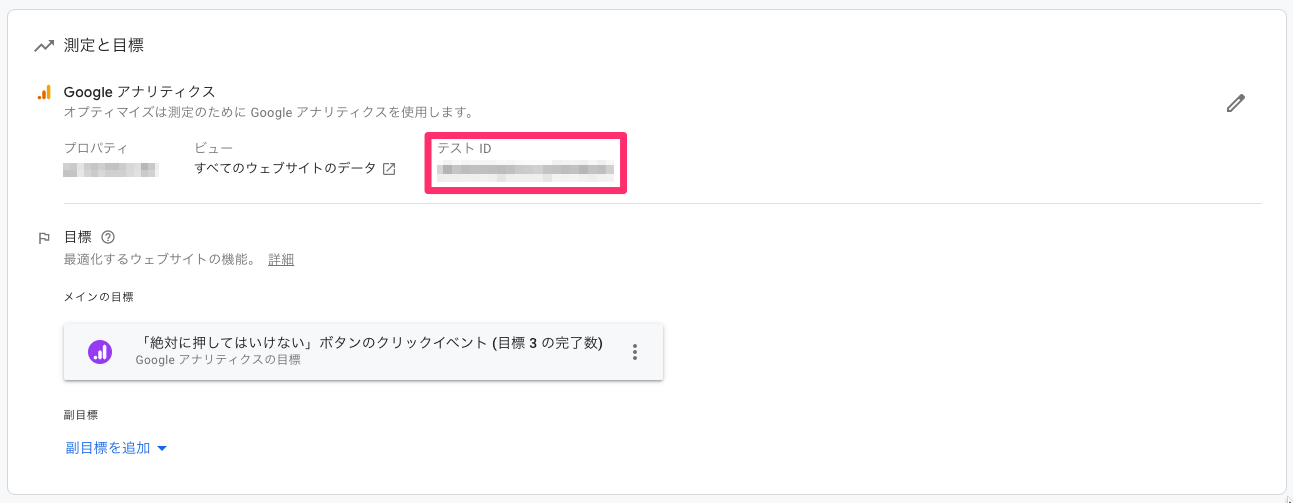 測定と目標
Google アナリティクス
オプティマイズは測定のために Google アナリティクスを使用します。
プロパティ
ビュー
テスト ID
すべてのウェブサイトのデータ
目標
最適化するウェブサイトの機能。 詳細
メインの目標
「絶対に押してはいけない」ボタンのクリックイベント (目標 3 の完了数)
Google アナリティクスの目標
副目標
副目標を追加